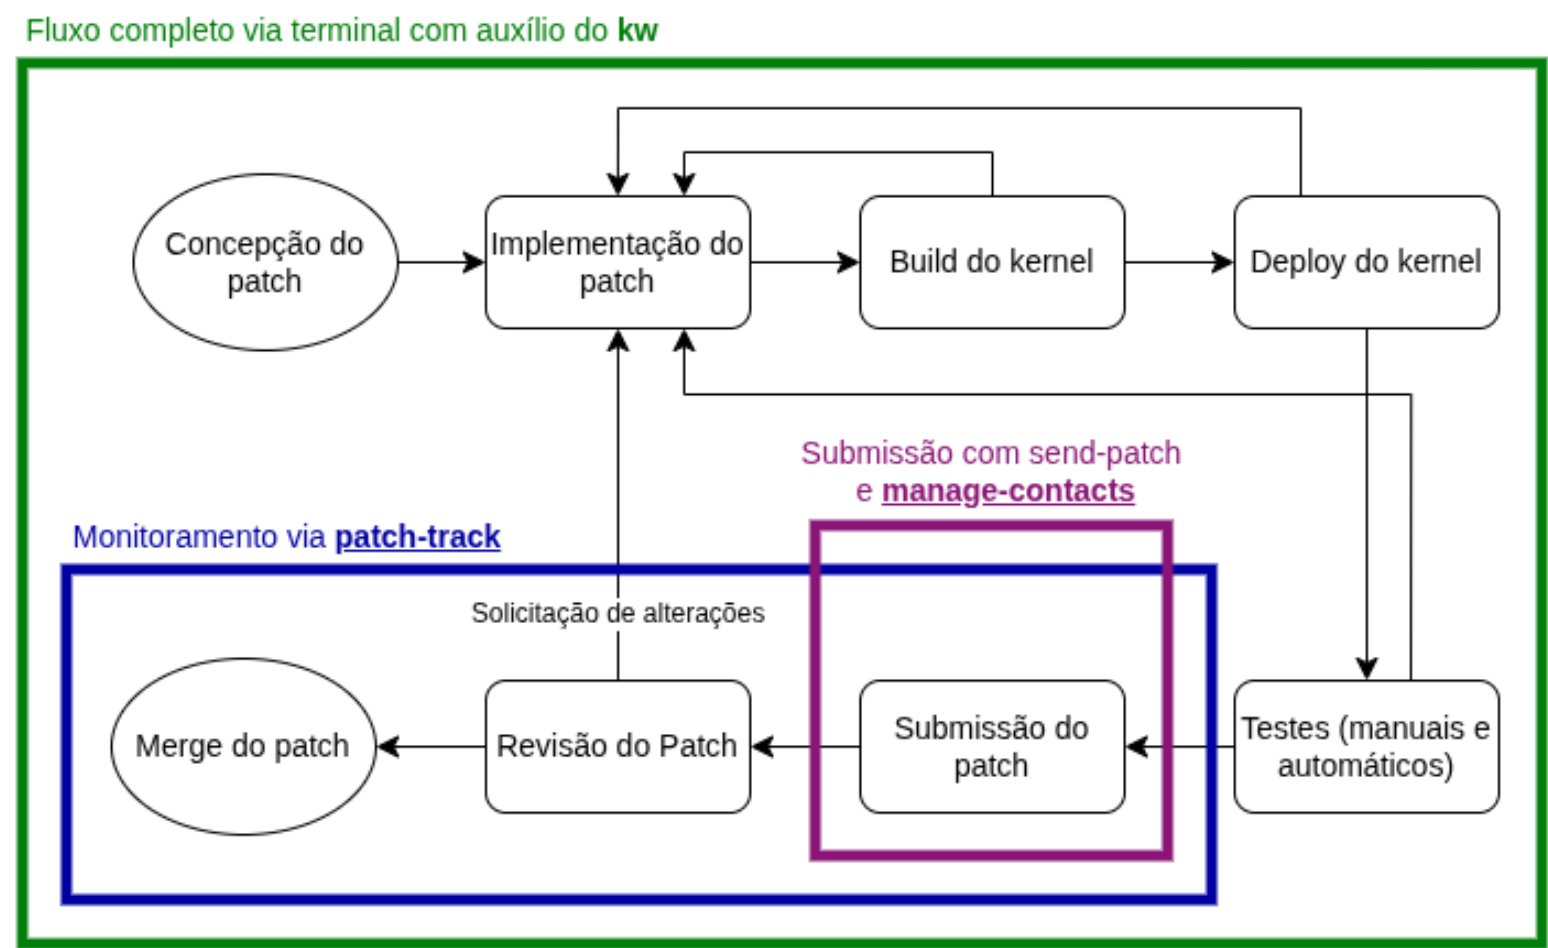 Fluxo completo via terminal com auxílio do kw
Concepção do
patch
Implementação do
patch
Build do kernel
Deploy do kernel
Submissão com send-patch
e manage-contacts
Monitoramento via patch-track
Solicitação de alterações
Merge do patch
Revisão do Patch
Submissão do
patch
Testes (manuais e
automáticos)